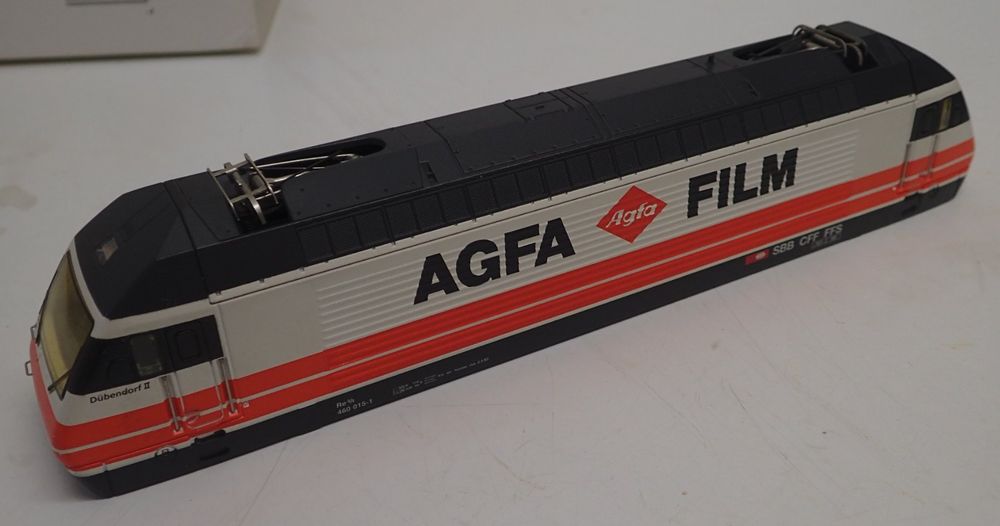 AGFA Agfa FILM
SBB CFF FFS
Dübendorf II
Re 4/4
460 015-1